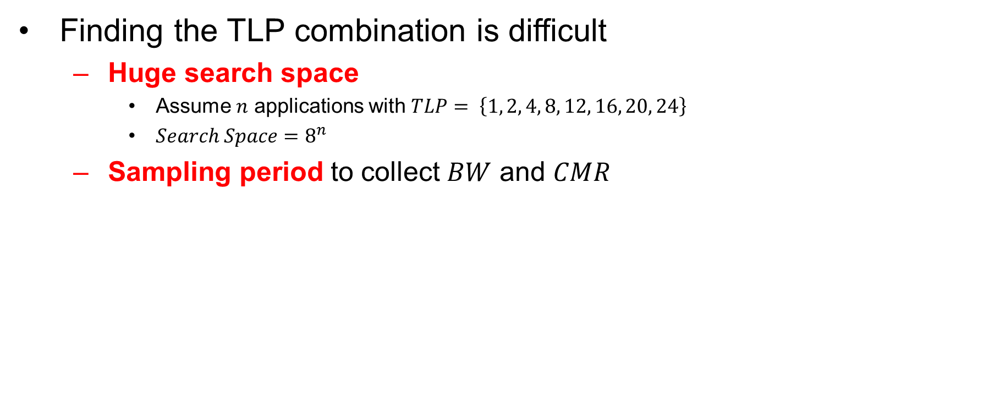 • Finding the TLP combination is difficult
– Huge search space
• Assume n applications with TLP = {1, 2, 4, 8, 12, 16, 20, 24}
• Search Space = 8ⁿ
– Sampling period to collect BW and CMR